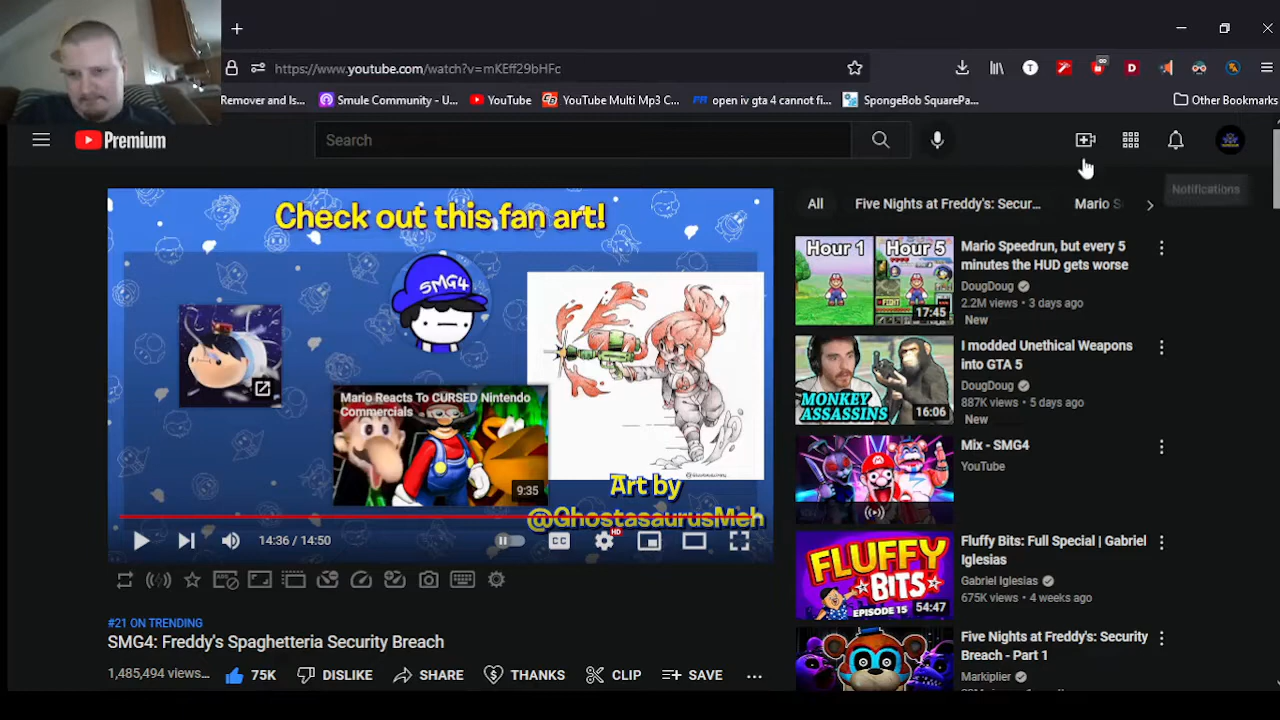 https://www.youtube.com/watch?v=mKEff29bHFc
Remover and Is...
Smule Community - U...
YouTube
YouTube Multi Mp3 C...
open iv gta 4 cannot fi...
SpongeBob SquarePa...
Other Bookmarks
Premium
Search
Notifications
Check out this fan art!
SMG4
Mario Reacts To CURSED Nintendo
Commercials
9:35
Art by
@GhostasaurusMeh
14:36 / 14:50
CC
HD
#21 ON TRENDING
SMG4: Freddy's Spaghetteria Security Breach
1,485,494 views...
75K
DISLIKE
SHARE
THANKS
CLIP
SAVE
All
Five Nights at Freddy's: Secur...
Mario S
Hour 1
Hour 5
17:45
Mario Speedrun, but every 5
minutes the HUD gets worse
DougDoug
2.2M views • 3 days ago
New
MONKEY
ASSASSINS
16:06
I modded Unethical Weapons
into GTA 5
DougDoug
887K views • 5 days ago
New
Mix - SMG4
YouTube
FLUFFY
BITS
EPISODE 15
54:47
Fluffy Bits: Full Special | Gabriel
Iglesias
Gabriel Iglesias
675K views • 4 weeks ago
Five Nights at Freddy's: Security
Breach - Part 1
Markiplier